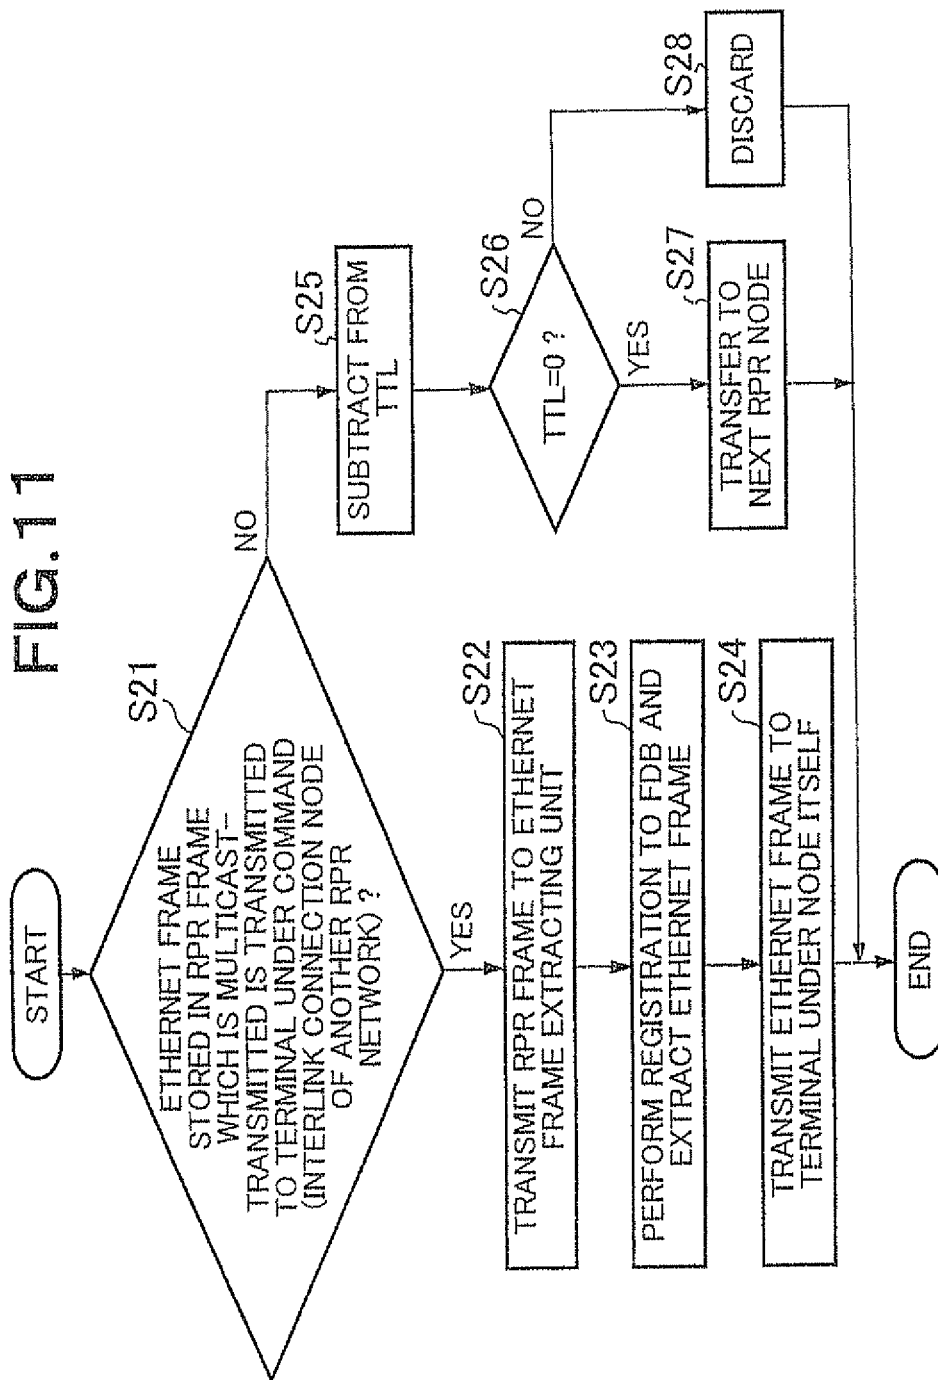 FIG.11
START
S21
ETHERNET FRAME
STORED IN RPR FRAME
WHICH IS MULTICAST-
TRANSMITTED IS TRANSMITTED
TO TERMINAL UNDER COMMAND
(INTERLINK CONNECTION NODE
OF ANOTHER RPR
NETWORK) ?
NO
YES
S22
TRANSMIT RPR FRAME TO ETHERNET
FRAME EXTRACTING UNIT
S23
PERFORM REGISTRATION TO FDB AND
EXTRACT ETHERNET FRAME
S24
TRANSMIT ETHERNET FRAME TO
TERMINAL UNDER NODE ITSELF
S25
SUBTRACT FROM
TTL
S26
TTL=0 ?
NO
YES
S27
TRANSFER TO
NEXT RPR NODE
S28
DISCARD
END